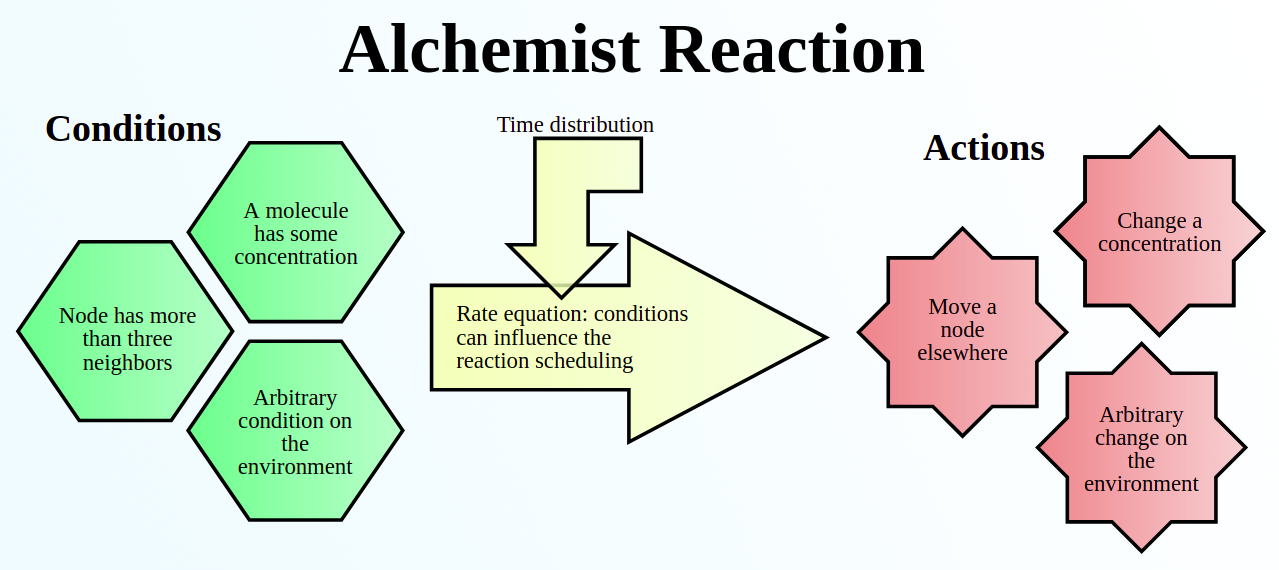 Alchemist Reaction
Conditions
A molecule
has some
concentration
Node has more
than three
neighbors
Arbitrary
condition on
the
environment
Time distribution
Rate equation: conditions
can influence the
reaction scheduling
Actions
Change a
concentration
Move a
node
elsewhere
Arbitrary
change on
the
environment